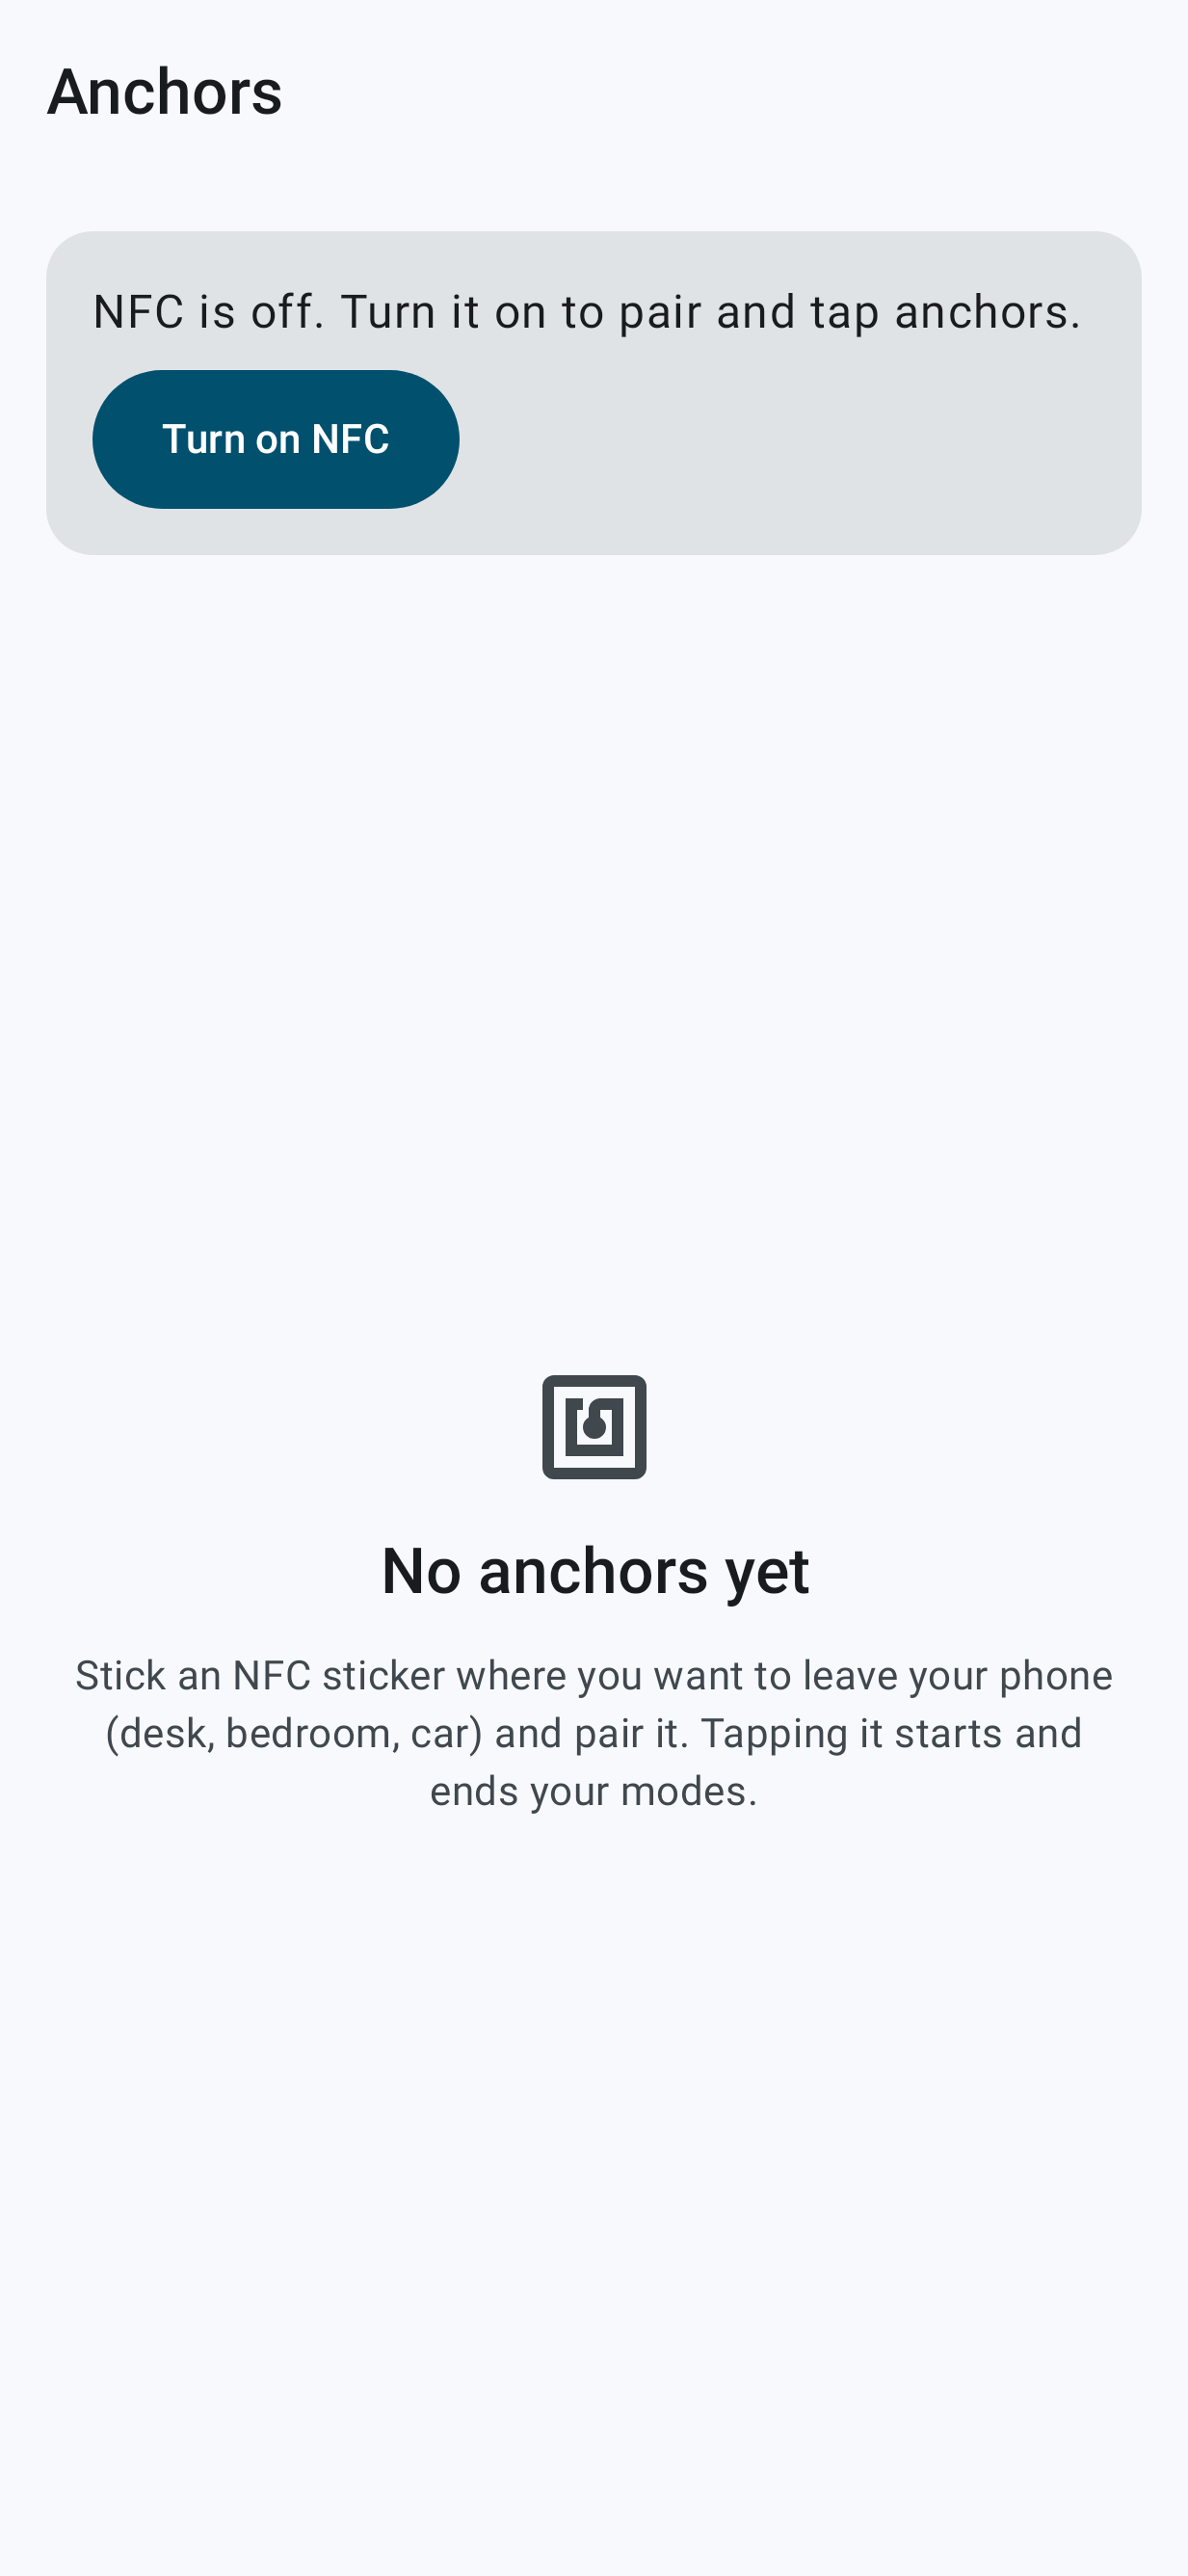 Anchors
NFC is off. Turn it on to pair and tap anchors.
Turn on NFC
No anchors yet
Stick an NFC sticker where you want to leave your phone
(desk, bedroom, car) and pair it. Tapping it starts and
ends your modes.